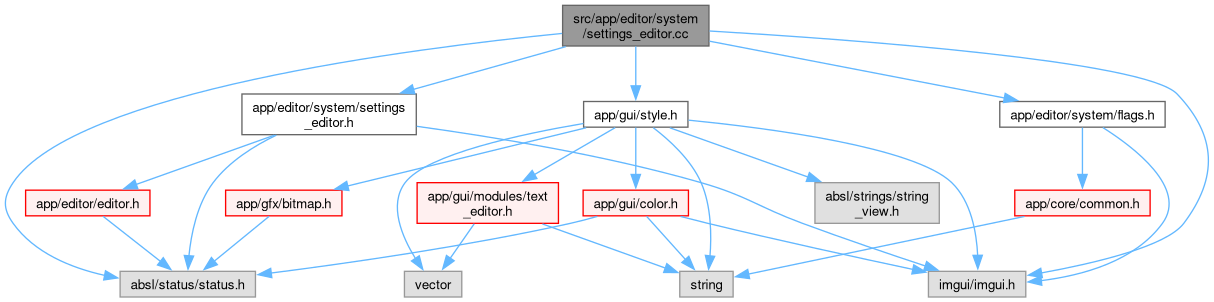 src/app/editor/system
/settings_editor.cc
app/editor/system/settings
_editor.h
app/gui/style.h
app/editor/system/flags.h
app/editor/editor.h
app/gfx/bitmap.h
app/gui/modules/text
_editor.h
app/gui/color.h
absl/strings/string
_view.h
app/core/common.h
absl/status/status.h
vector
string
imgui/imgui.h